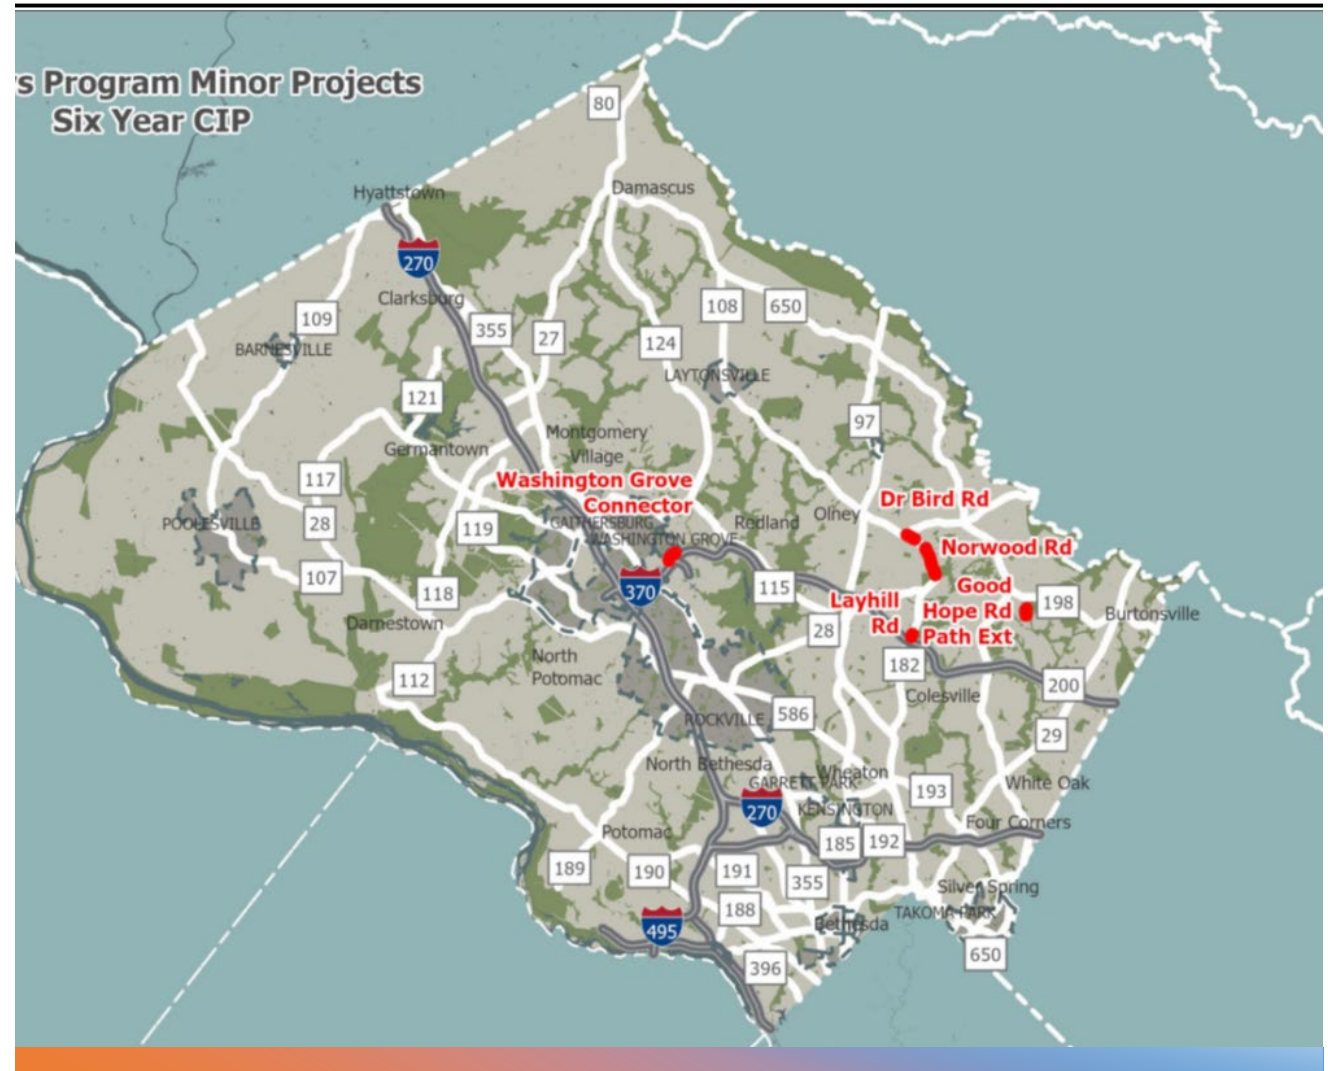 s Program Minor Projects
Six Year CIP
80
Hyattstown
Damascus
270
Clarksburg
109
355
27
124
108
650
BARNESVILLE
LAYTONSVILLE
121
97
Germantown
Montgomery
Village
117
Washington Grove
Connector
Dr Bird Rd
POOLESVILLE
28
119
GAITHERSBURG
Redland
Olney
WASHINGTON GROVE
Norwood Rd
107
118
370
115
Layhill
Rd
Good
Hope Rd
Path Ext
198
Burtonsville
Darnestown
28
North
Potomac
112
182
200
Colesville
ROCKVILLE
586
29
North Bethesda
Wheaton
GARRETT PARK
White Oak
193
270
KENSINGTON
Four Corners
Potomac
185
192
189
190
191
355
Silver Spring
188
TAKOMA PARK
495
Bethesda
396
650